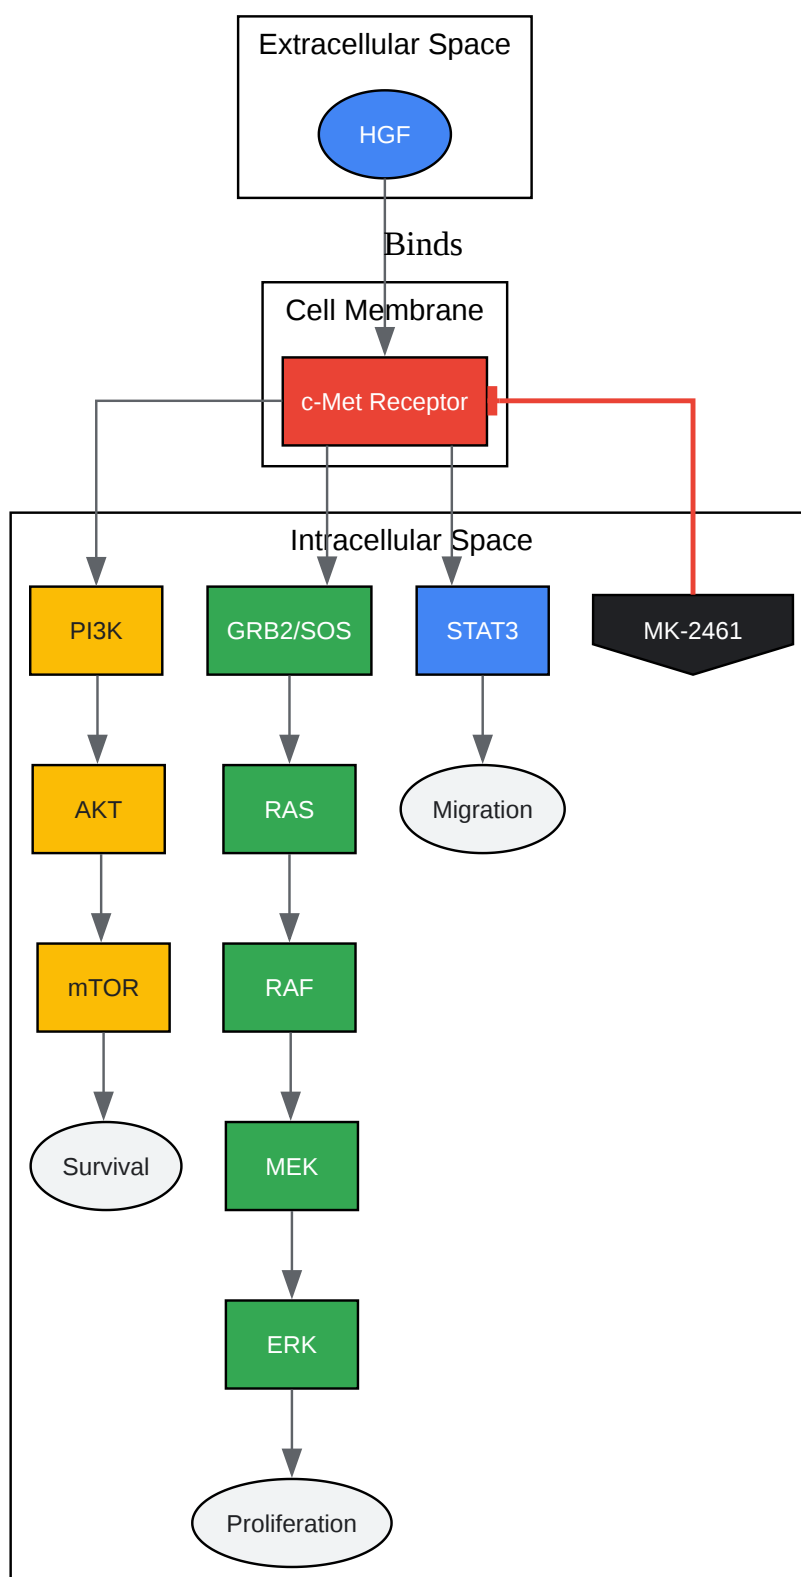 Extracellular Space
HGF
Binds
Cell Membrane
c-Met Receptor
Intracellular Space
PI3K
GRB2/SOS
STAT3
MK-2461
AKT
RAS
Migration
mTOR
RAF
Survival
MEK
ERK
Proliferation